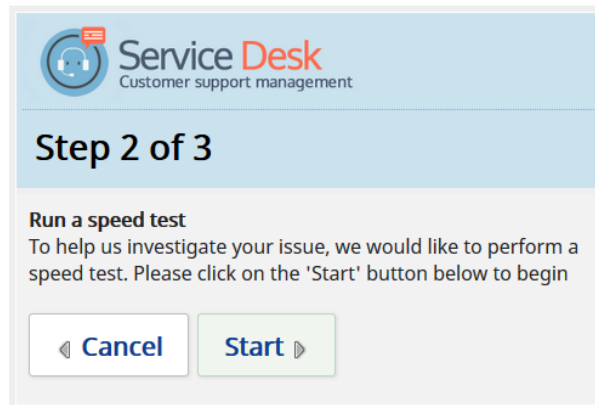 Service Desk
Customer support management
Step 2 of 3
Run a speed test
To help us investigate your issue, we would like to perform a
speed test. Please click on the 'Start' button below to begin
Cancel
Start